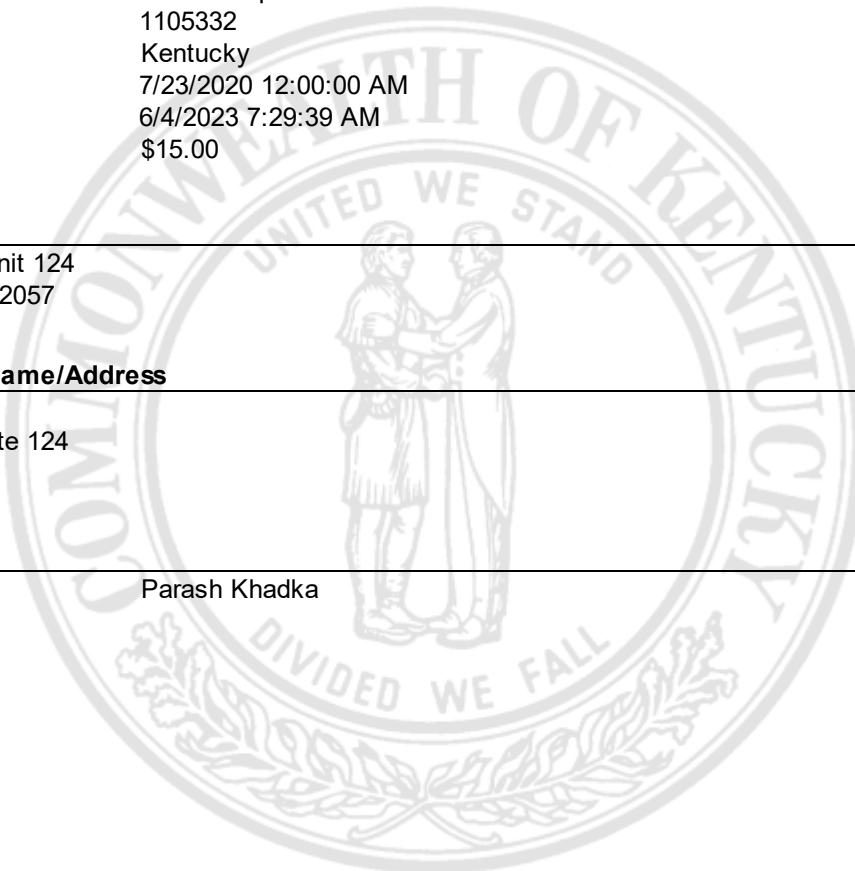 1105332
Kentucky
7/23/2020 12:00:00 AM
6/4/2023 7:29:39 AM
$15.00
nit 124
2057
ame/Address
te 124
Parash Khadka
COMMONWEALTH OF KENTUCKY
UNITED WE STAND
DIVIDED WE FALL